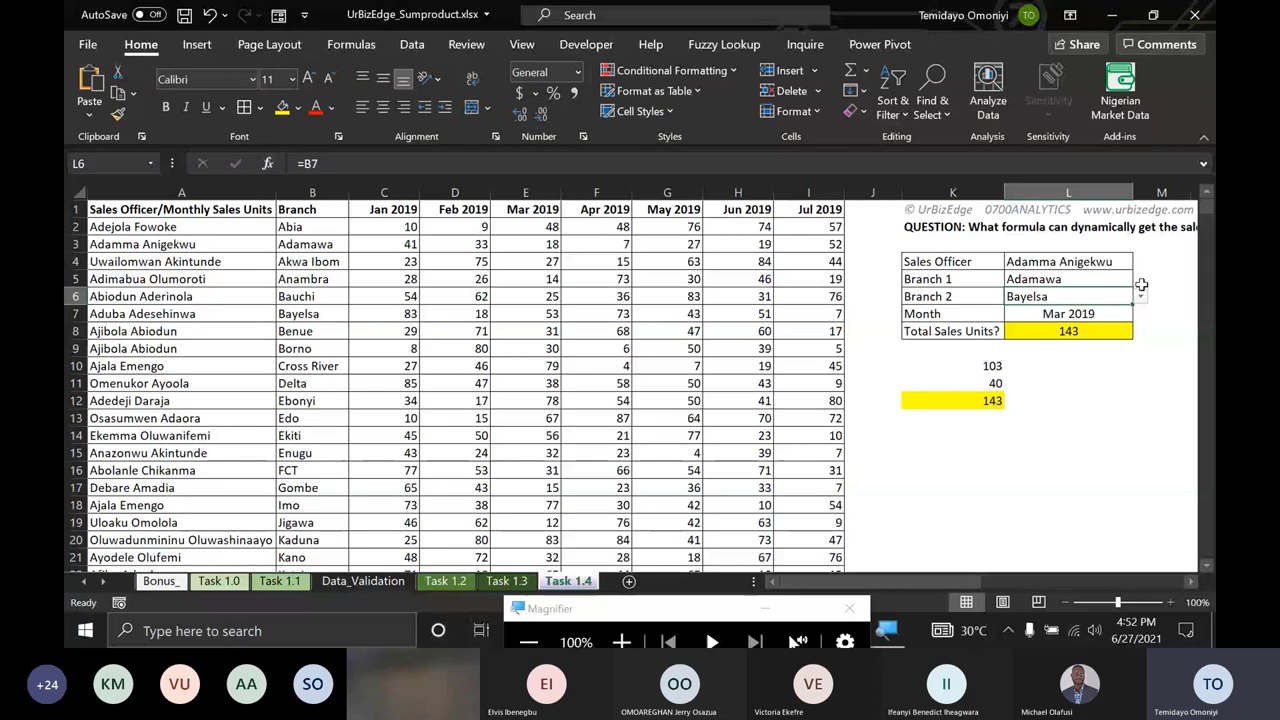 AutoSave Off UrBizEdge_Sumproduct.xlsx Search Temidayo Omoniyi TO
File Home Insert Page Layout Formulas Data Review View Developer Help Fuzzy Lookup Inquire Power Pivot Share Comments
Calibri 11 General Conditional Formatting Insert
Paste Format as Table Delete Sort & Filter Find & Select Analyze Data Sensitivity Nigerian Market Data
B I U Cell Styles Format
Clipboard Font Alignment Number Styles Cells Editing Analysis Sensitivity Add-ins
L6 fx =B7
A B C D E F G H I J K L M
1 Sales Officer/Monthly Sales Units Branch Jan 2019 Feb 2019 Mar 2019 Apr 2019 May 2019 Jun 2019 Jul 2019 © UrBizEdge 0700ANALYTICS www.urbizedge.com
2 Adejola Fowoke Abia 10 9 48 48 76 74 57 QUESTION: What formula can dynamically get the sal
3 Adamma Anigekwu Adamawa 41 33 18 7 27 19 52
4 Uwailomwan Akintunde Akwa Ibom 23 75 27 15 63 84 44 Sales Officer Adamma Anigekwu
5 Adimabua Olumoroti Anambra 28 26 14 73 30 46 19 Branch 1 Adamawa
6 Abiodun Aderinola Bauchi 54 62 25 36 83 31 76 Branch 2 Bayelsa
7 Aduba Adesehinwa Bayelsa 83 18 53 73 43 51 7 Month Mar 2019
8 Ajibola Abiodun Benue 29 71 31 68 47 60 17 Total Sales Units? 143
9 Ajibola Abiodun Borno 8 80 30 6 50 39 5
10 Ajala Emengo Cross River 27 46 79 4 7 19 45 103
11 Omenukor Ayoola Delta 85 47 38 58 50 43 9 40
12 Adedeji Daraja Ebonyi 34 17 78 54 50 41 80 143
13 Osasumwen Adaora Edo 10 15 67 87 64 70 72
14 Ekemma Oluwanifemi Ekiti 45 50 56 21 77 23 10
15 Anazonwu Akintunde Enugu 43 24 32 23 4 39 7
16 Abolanle Chikanma FCT 77 53 31 66 54 71 31
17 Debare Amadia Gombe 65 43 15 23 36 33 7
18 Ajala Emengo Imo 73 38 77 30 42 10 54
19 Uloaku Omolola Jigawa 46 62 12 76 42 63 9
20 Oluwadunmininu Oluwashinaayo Kaduna 25 80 83 84 41 73 47
21 Ayodele Olufemi Kano 48 72 32 28 18 67 76
Bonus_ Task 1.0 Task 1.1 Data_Validation Task 1.2 Task 1.3 Task 1.4
Ready 100%
Magnifier
Type here to search 100% 30°C 4:52 PM
6/27/2021
+24 KM VU AA SO EI OO VE II TO
Elvis Ibenegbu OMOAREGHAN Jerry Osazua Victoria Ekefre Ifeanyi Benedict Iheagwara Michael Olafusi Temidayo Omoniyi